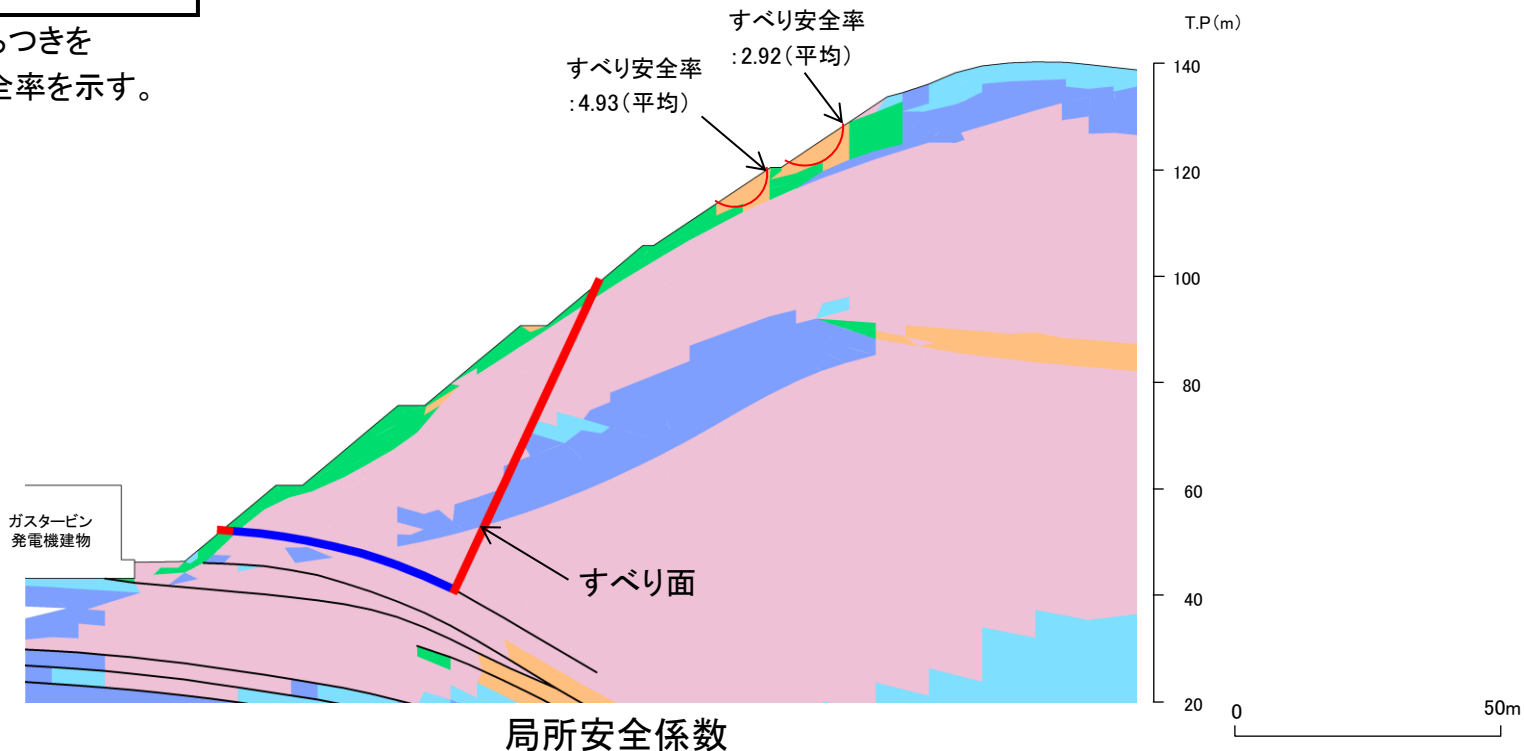 つきを
全率を示す。
すべり安全率
:2.92(平均)
すべり安全率
:4.93(平均)
T.P(m)
140
120
100
80
60
40
20
ガスタービン
発電機建物
すべり面
局所安全係数
0
50m